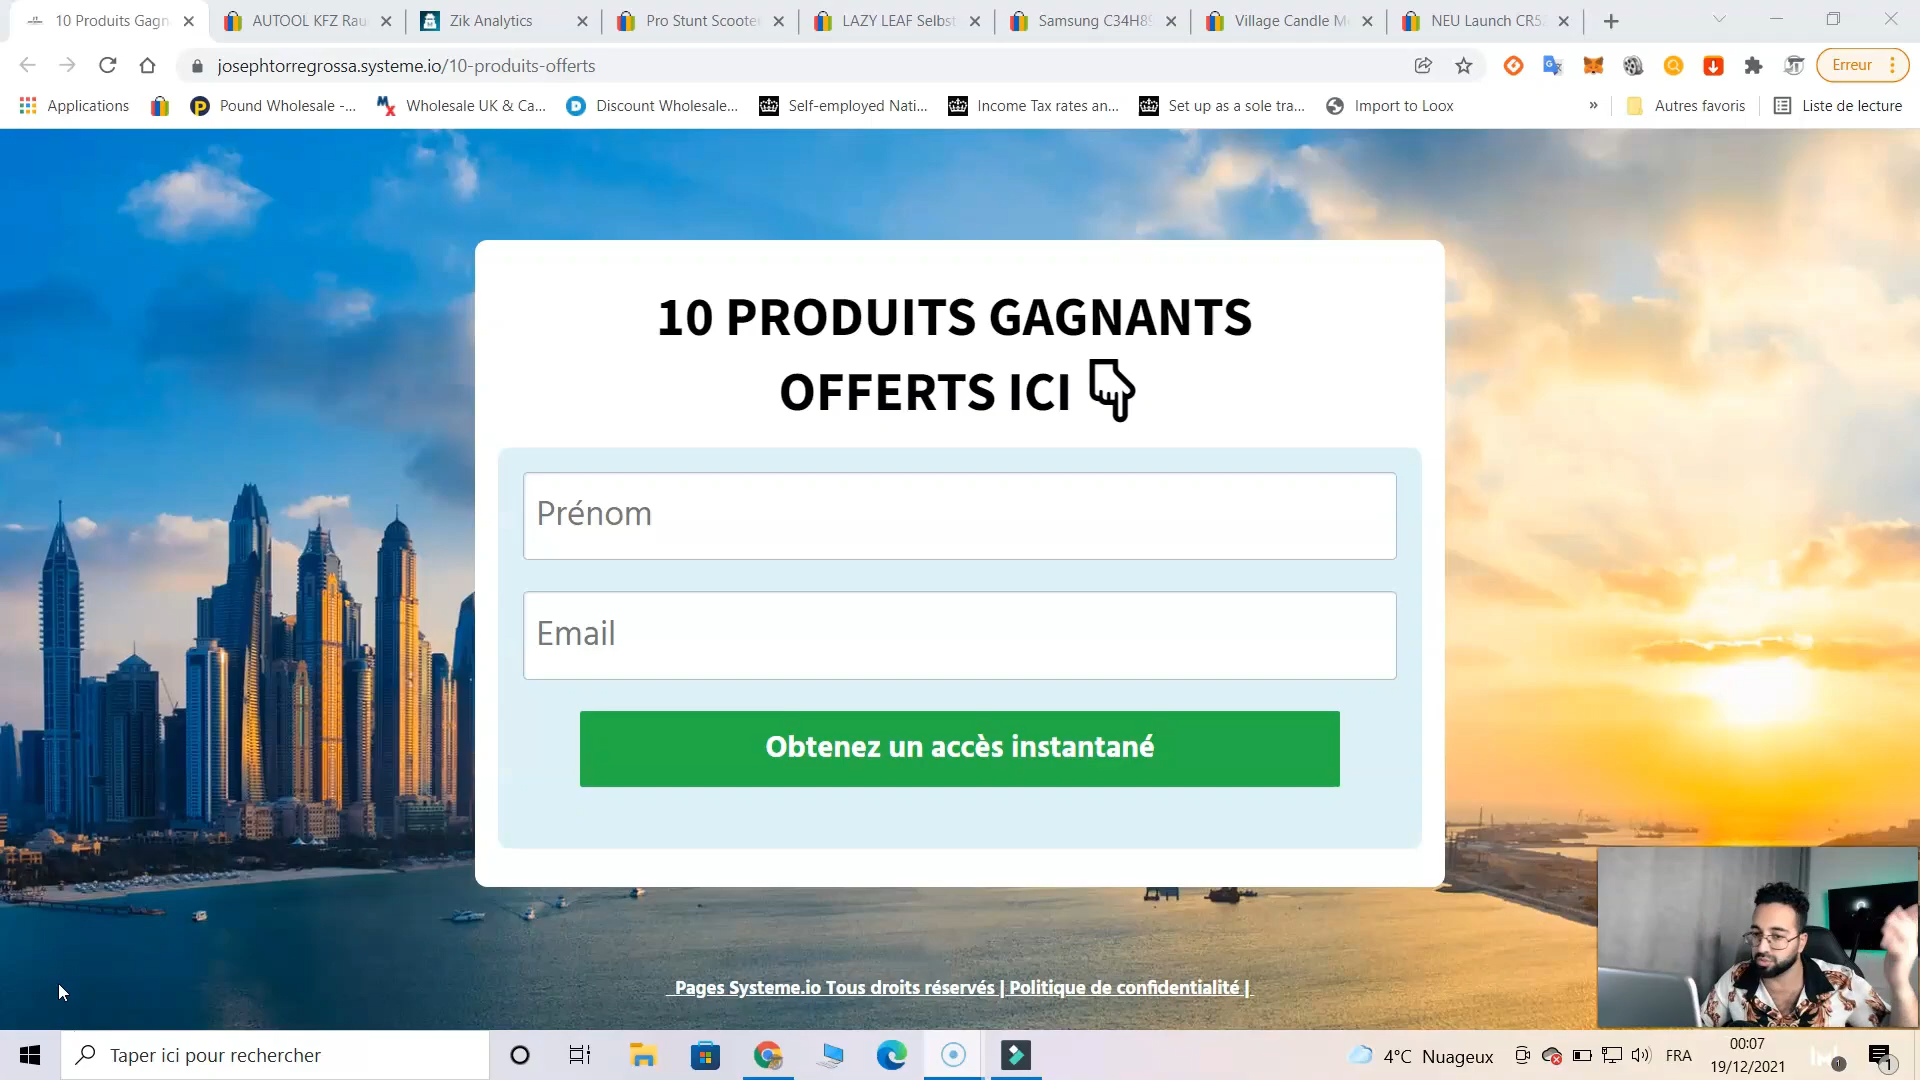 10 Produits Gagn
AUTOOL KFZ Rau
Zik Analytics
Pro Stunt Scoote
LAZY LEAF Selbst
Samsung C34H89
Village Candle M
NEU Launch CR52
josephtorregrossa.systeme.io/10-produits-offerts
Erreur
Applications
Pound Wholesale -...
Wholesale UK & Ca...
Discount Wholesale...
Self-employed Nati...
Income Tax rates an...
Set up as a sole tra...
Import to Loox
»
Autres favoris
Liste de lecture
10 PRODUITS GAGNANTS
OFFERTS ICI
Prénom
Email
Obtenez un accès instantané
Pages Systeme.io Tous droits réservés | Politique de confidentialité |
Taper ici pour rechercher
4°C Nuageux
FRA
00:07
19/12/2021
1
1